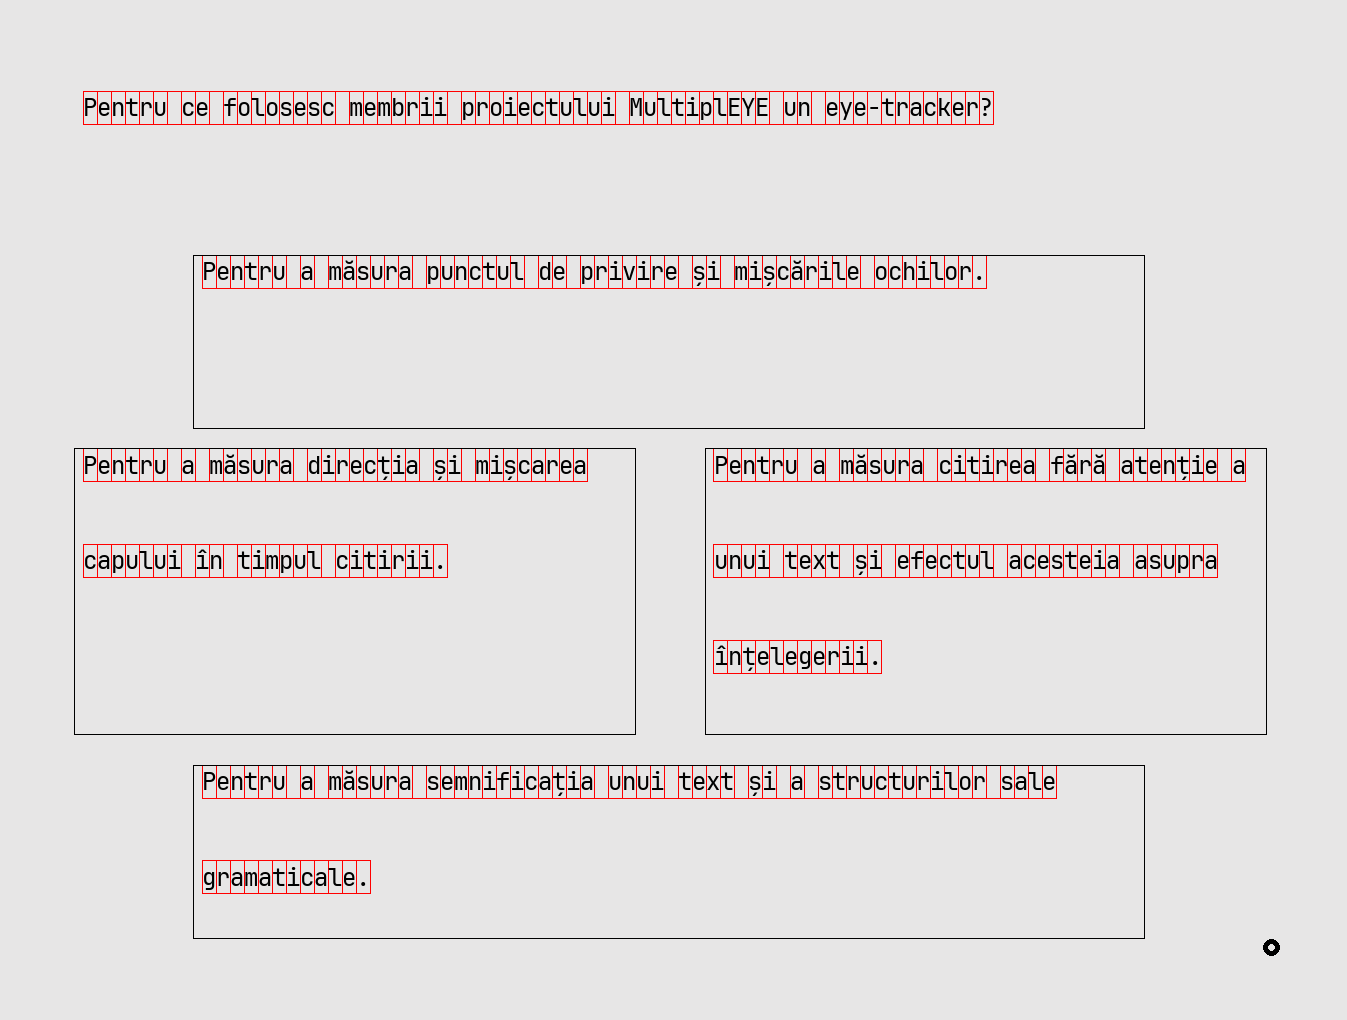 Pentru ce folosesc membrii proiectului MultiplEYE un eye-tracker?
Pentru a măsura punctul de privire și mișcările ochilor.
Pentru a măsura direcția și mișcarea
capului în timpul citirii.
Pentru a măsura citirea fără atenție a
unui text și efectul acesteia asupra
înțelegerii.
Pentru a măsura semnificația unui text și a structurilor sale
gramaticale.